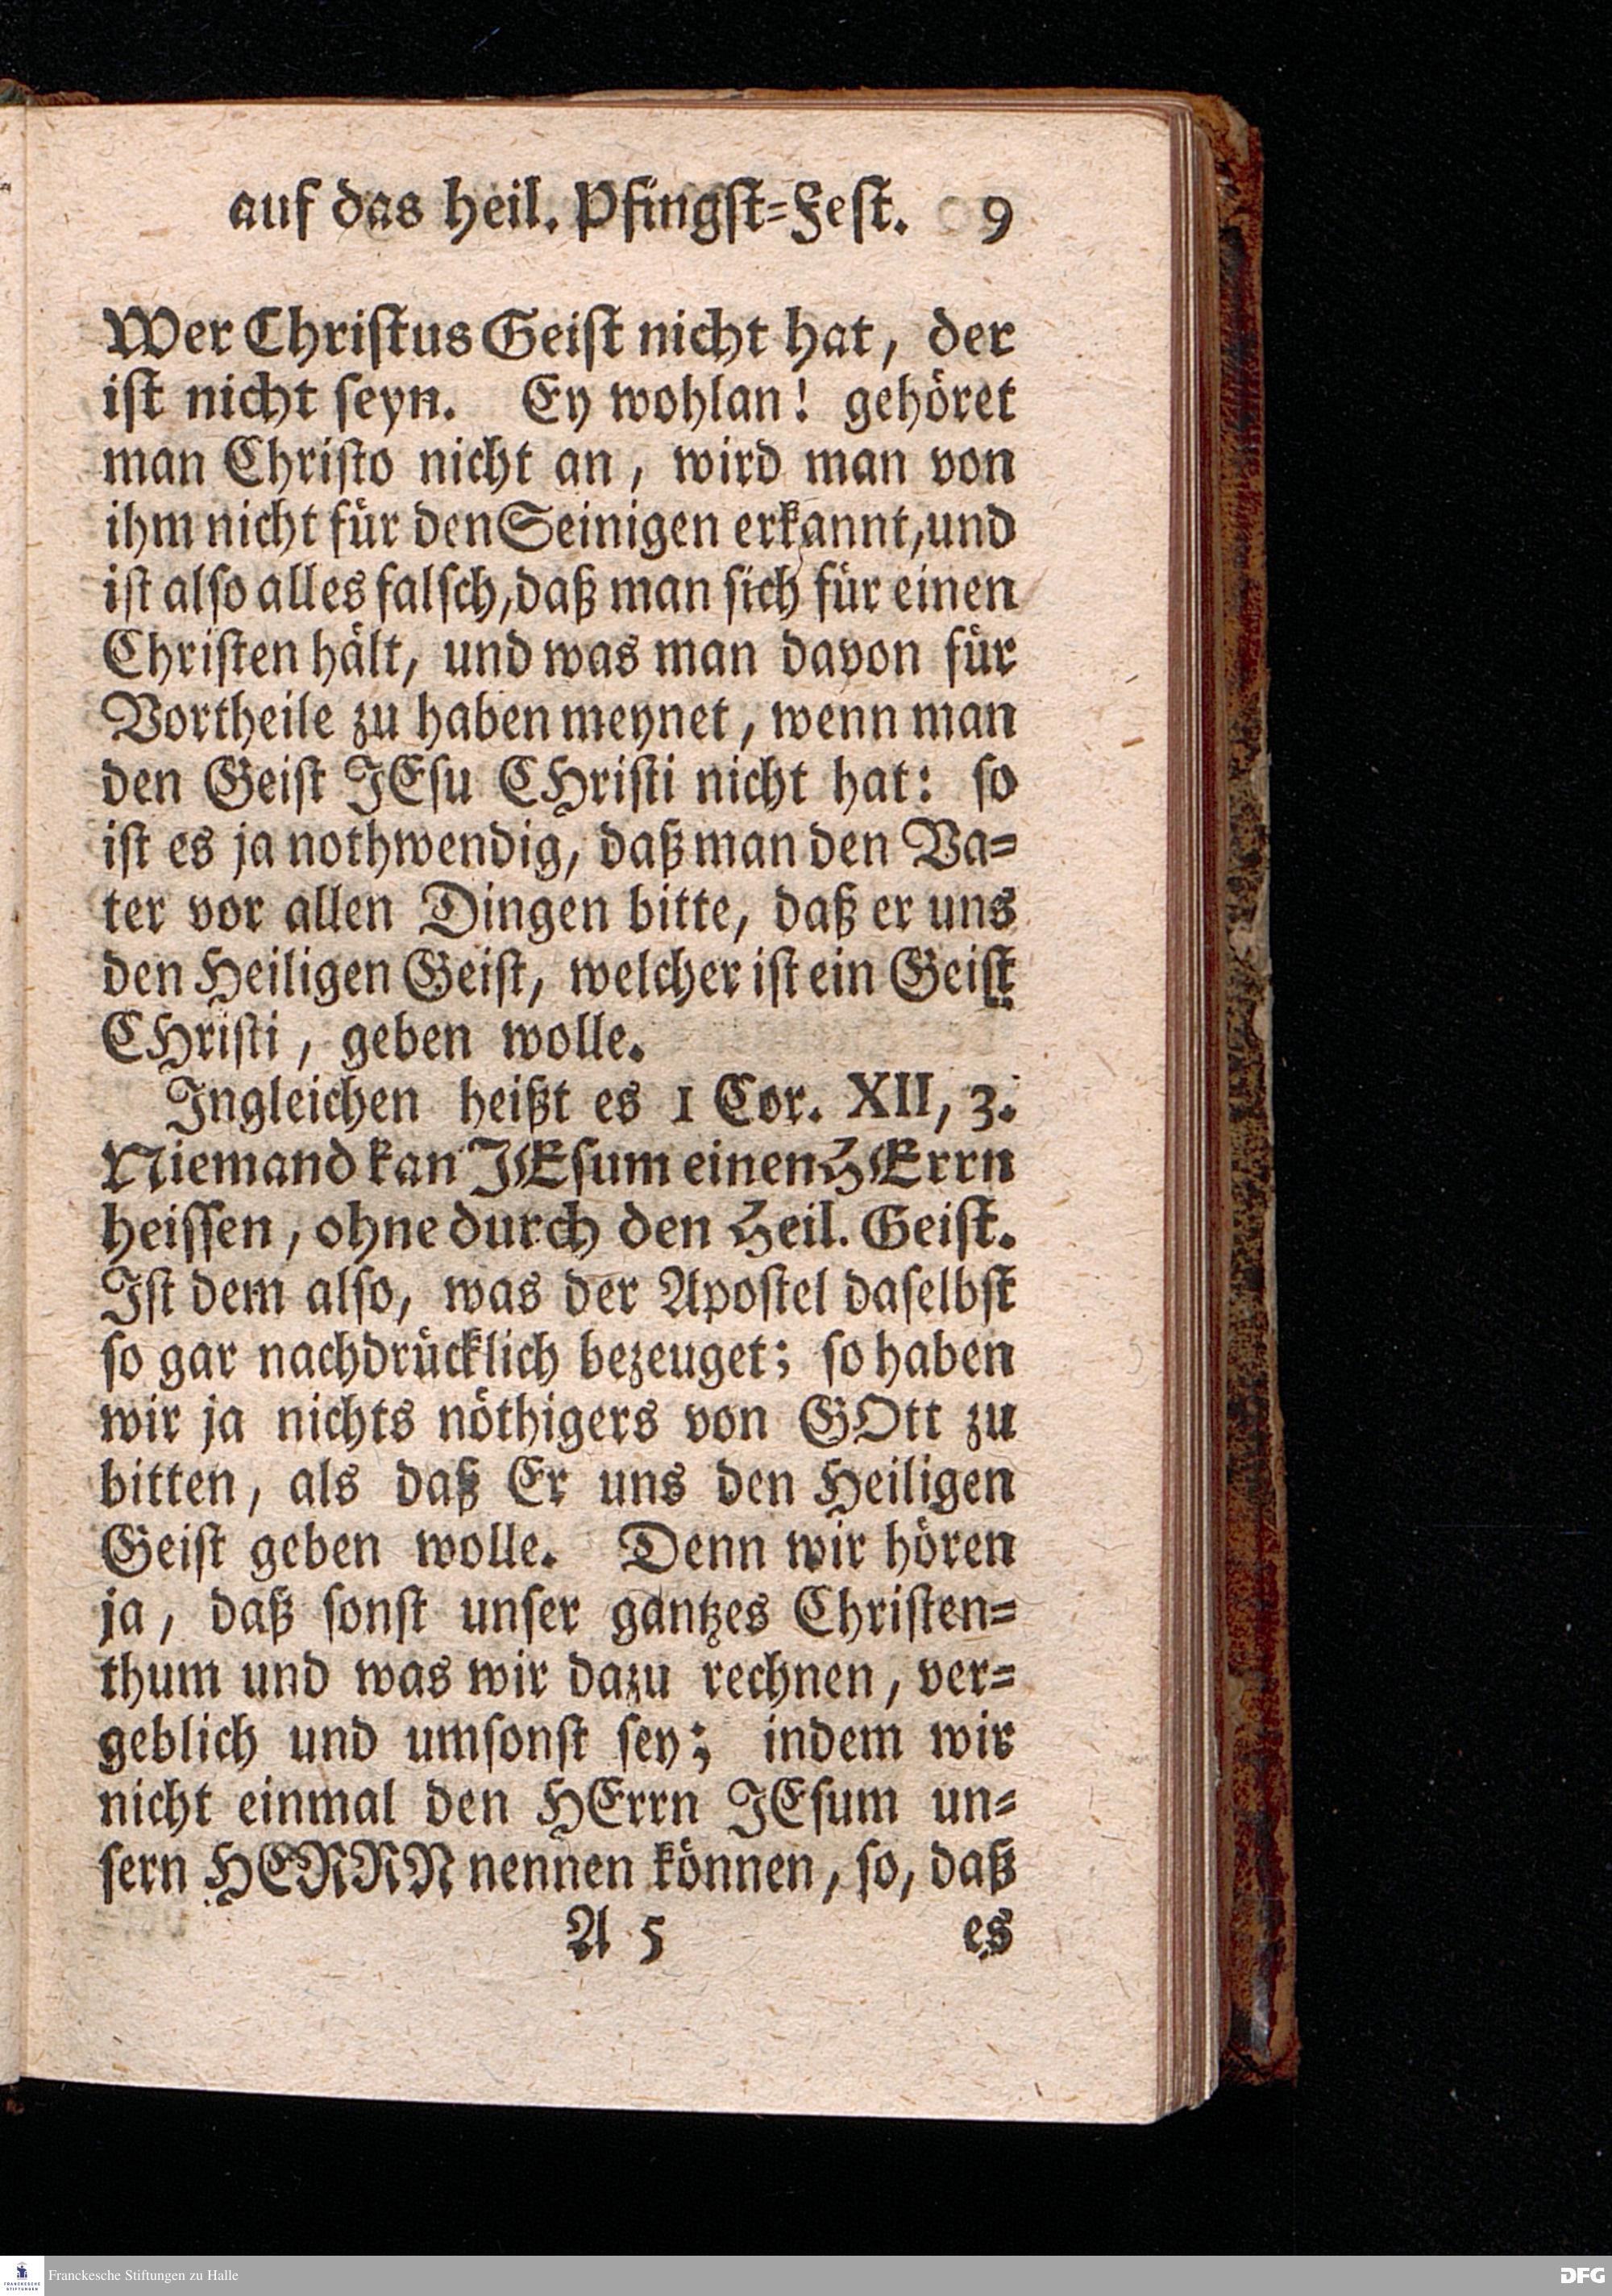 auf das heil. Pfingst=Fest. 9
Wer Christus Geist nicht hat, der
ist nicht seyn. Ey wohlan! gehöret
man Christo nicht an, wird man von
ihm nicht für den Seinigen erkannt, und
ist also alles falsch, daß man sich für einen
Christen hält, und was man davon für
Vortheile zu haben meynet, wenn man
den Geist JEsu CHristi nicht hat: so
ist es ja nothwendig, daß man den Va=
ter vor allen Dingen bitte, daß er uns
den Heiligen Geist, welcher ist ein Geist
CHristi, geben wolle.
Ingleichen heißt es 1 Cor. XII, 3.
Niemand kan JEsum einen HErrn
heissen, ohne durch den Heil. Geist.
Ist dem also, was der Apostel daselbst
so gar nachdrücklich bezeuget; so haben
wir ja nichts nöthigers von GOtt zu
bitten, als daß Er uns den Heiligen
Geist geben wolle. Denn wir hören
ja, daß sonst unser gantzes Christen=
thum und was wir dazu rechnen, ver=
geblich und umsonst sey; indem wir
nicht einmal den HErrn JEsum un=
sern HERRN nennen können, so, daß
A 5 es
FRANCKESCHE
STIFTUNGEN
Franckesche Stiftungen zu Halle
DFG